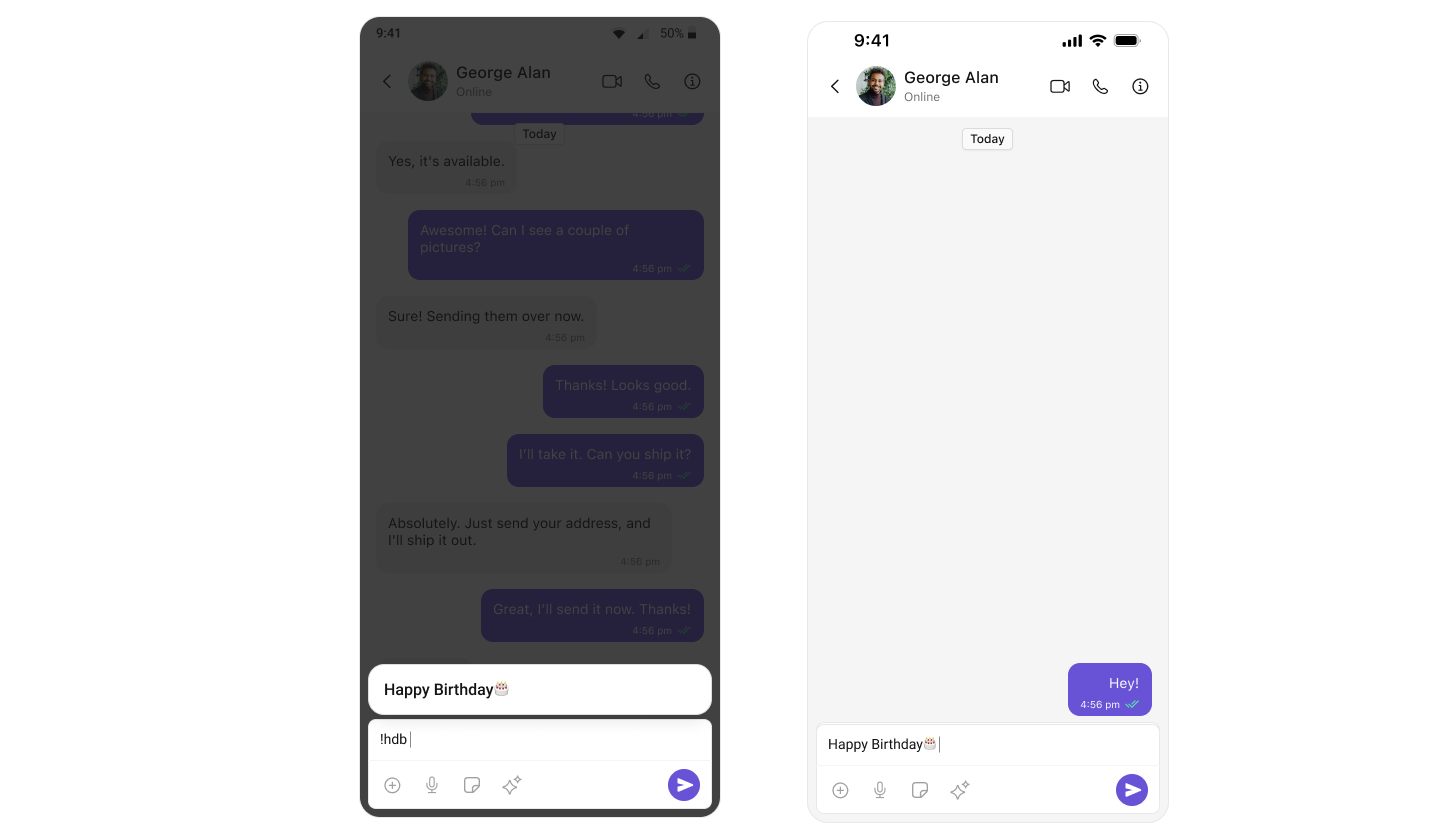 9:41
50%
George Alan
Online
4:56 pm
Today
Yes, it's available.
4:56 pm
Awesome! Can I see a couple of
pictures?
4:56 pm
Sure! Sending them over now.
4:56 pm
Thanks! Looks good.
4:56 pm
I'll take it. Can you ship it?
4:56 pm
Absolutely. Just send your address, and
I'll ship it out.
4:56 pm
Great, I'll send it now. Thanks!
4:56 pm
Happy Birthday🎂
!hdb
9:41
George Alan
Online
Today
Hey!
4:56 pm
Happy Birthday🎂